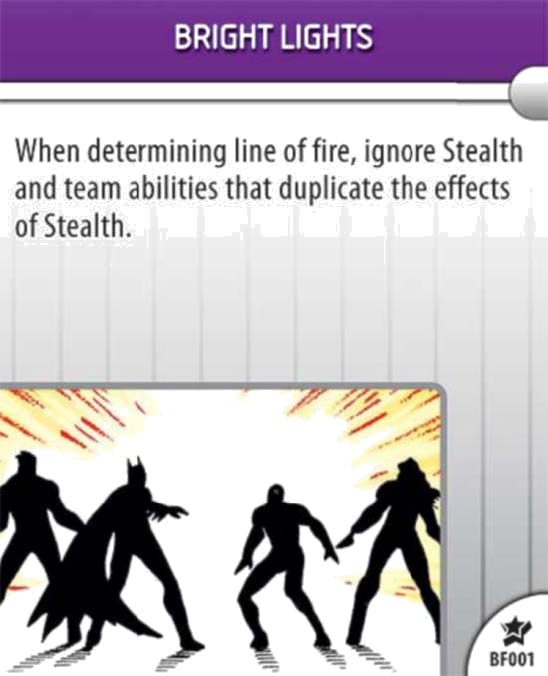 BRIGHT LIGHTS
When determining line of fire, ignore Stealth
and team abilities that duplicate the effects
of Stealth.
BF001